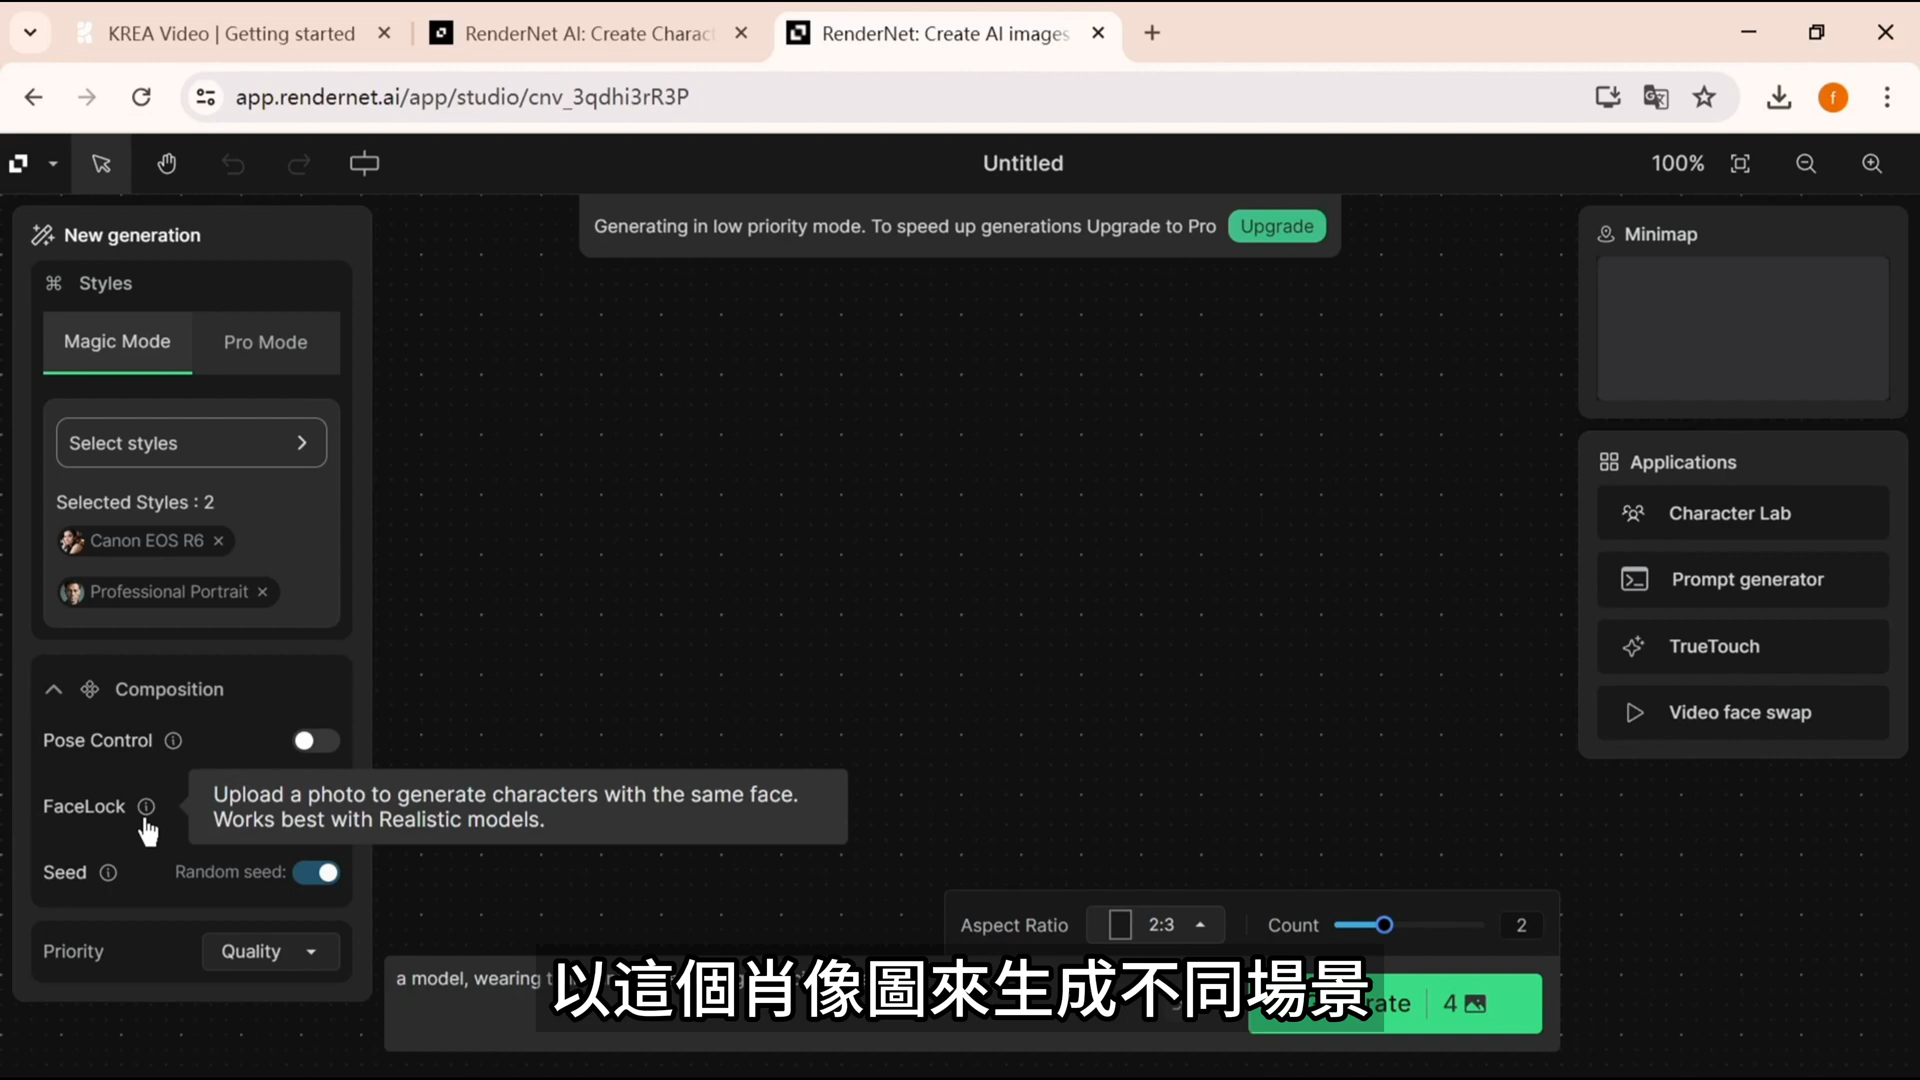 KREA Video | Getting started
RenderNet AI: Create Charac
RenderNet: Create AI images
app.rendernet.ai/app/studio/cnv_3qdhi3rR3P
f
Untitled
100%
New generation
Generating in low priority mode. To speed up generations Upgrade to Pro
Upgrade
Minimap
Styles
Magic Mode
Pro Mode
Select styles
Selected Styles : 2
Canon EOS R6
Professional Portrait
Applications
Character Lab
Prompt generator
TrueTouch
Video face swap
Composition
Pose Control
FaceLock
Upload a photo to generate characters with the same face.
Works best with Realistic models.
Seed
Random seed:
Aspect Ratio
2:3
Count
2
Priority
Quality
a model, wearing
以這個肖像圖來生成不同場景
4